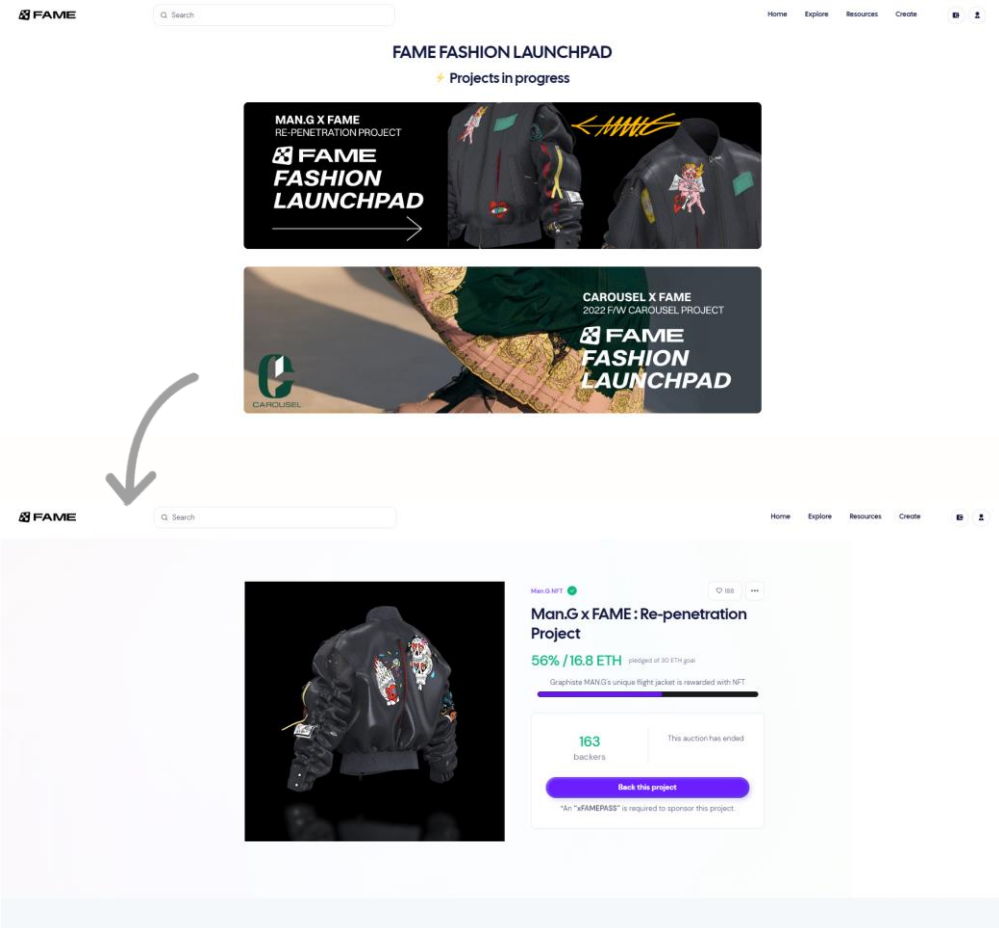 FAME
Search
Home Explore Resources Create
FAME FASHION LAUNCHPAD
⚡ Projects in progress
MAN.G X FAME
RE-PENETRATION PROJECT
FAME
FASHION
LAUNCHPAD
CAROUSEL X FAME
2022 F/W CAROUSEL PROJECT
FAME
FASHION
LAUNCHPAD
CAROUSEL
FAME
Search
Home Explore Resources Create
Man.G NFT
188
Man.G x FAME : Re-penetration
Project
56% / 16.8 ETH pledged of 30 ETH goal
Graphiste MAN.G's unique flight jacket is rewarded with NFT
163
backers
This auction has ended
Back this project
*An "xFAMEPASS" is required to sponsor this project.